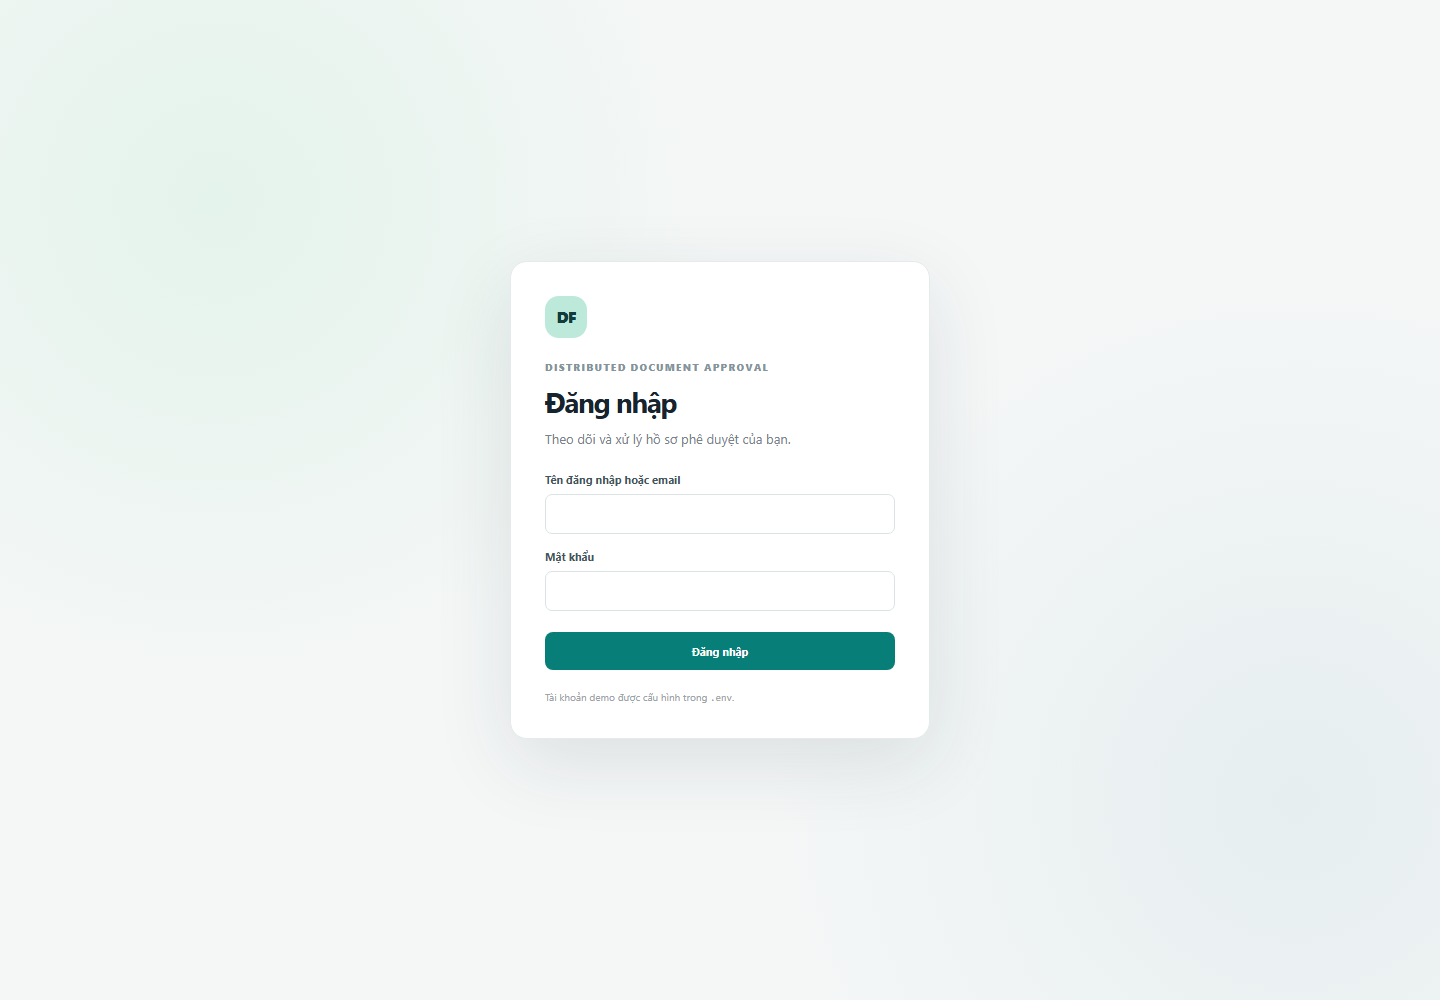 DF
DISTRIBUTED DOCUMENT APPROVAL
Đăng nhập
Theo dõi và xử lý hồ sơ phê duyệt của bạn.
Tên đăng nhập hoặc email
Mật khẩu
Đăng nhập
Tài khoản demo được cấu hình trong .env.